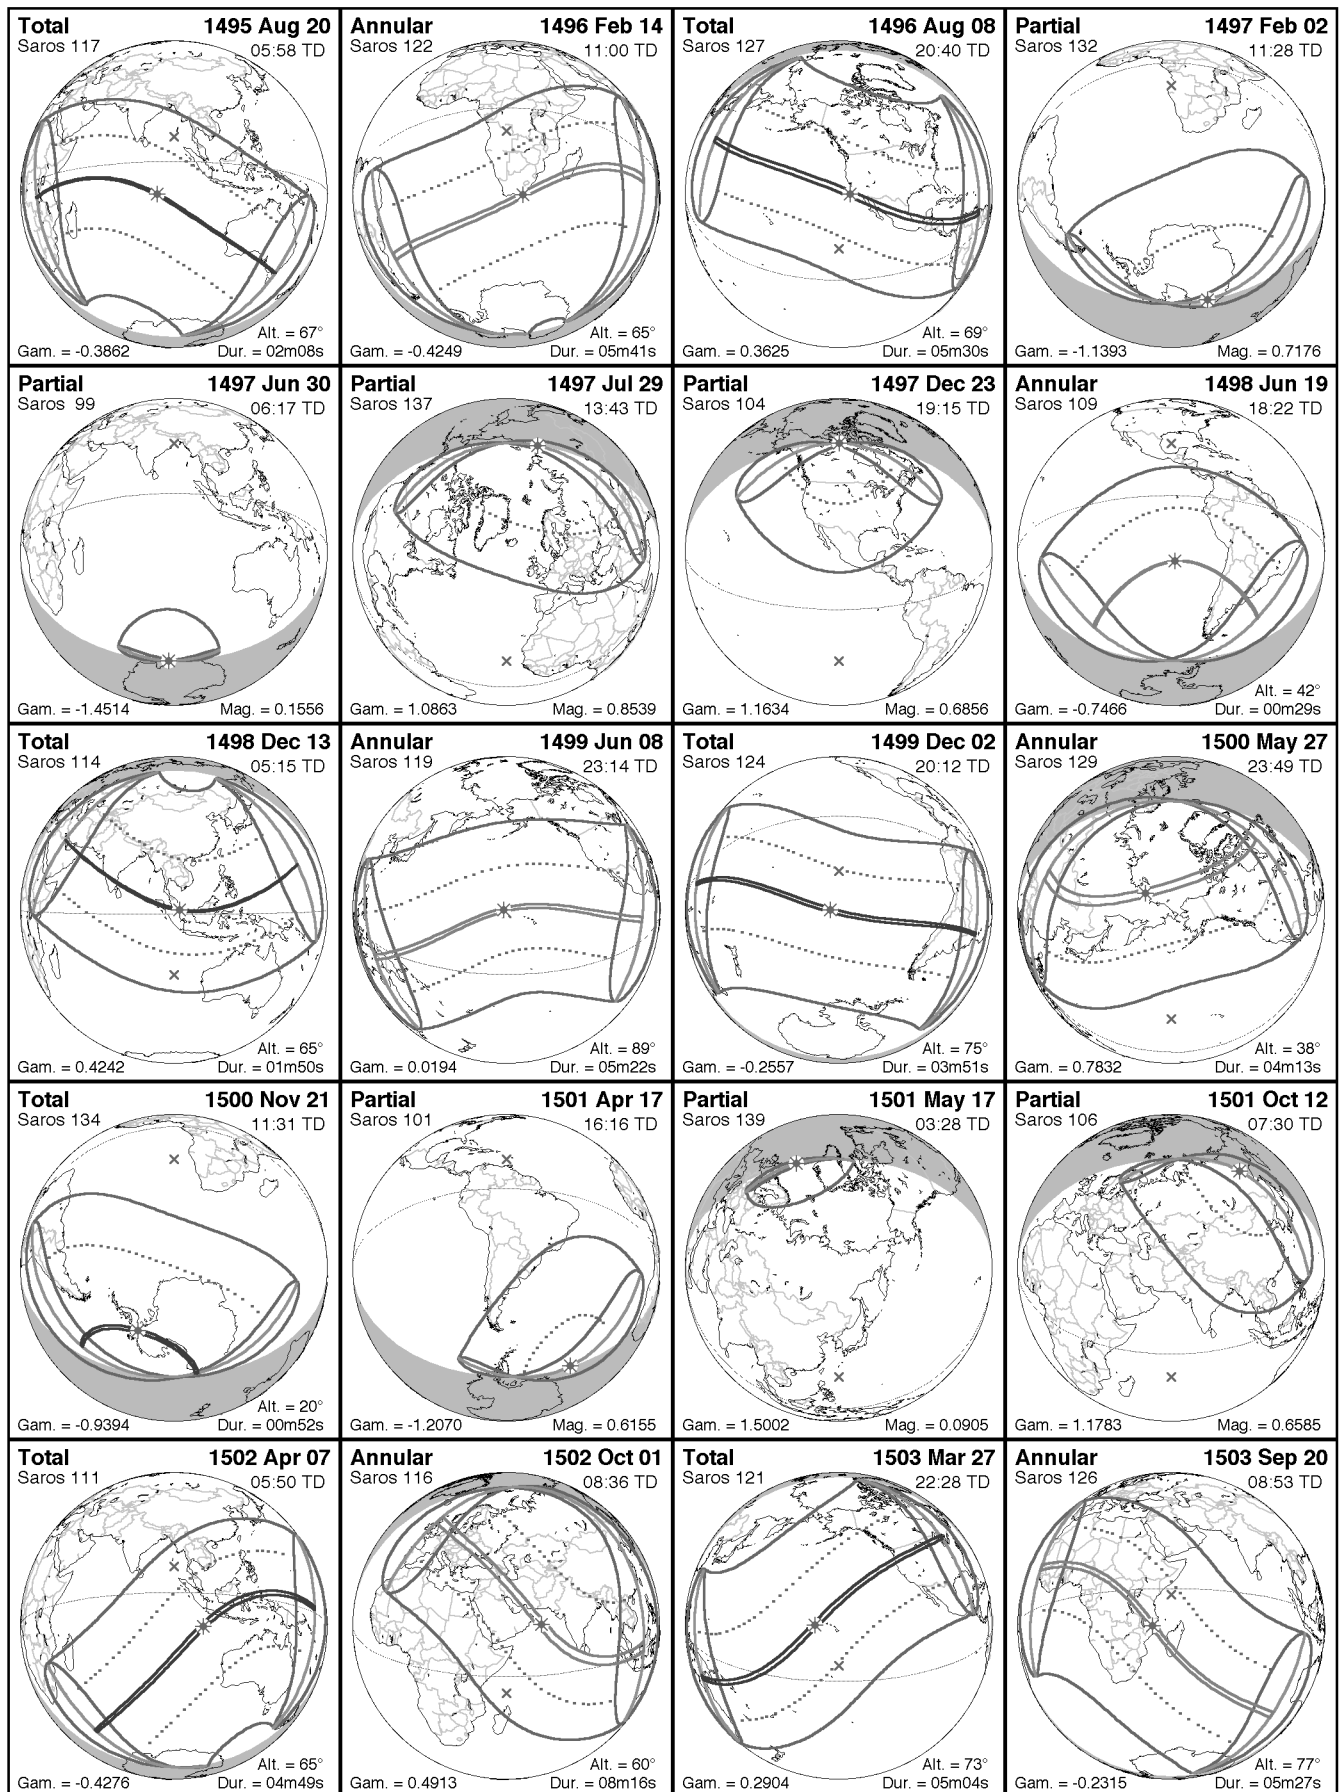 Total 1495 Aug 20
Saros 117 05:58 TD
Alt. = 67°
Gam. = -0.3862 Dur. = 02m08s
Annular 1496 Feb 14
Saros 122 11:00 TD
Alt. = 65°
Gam. = -0.4249 Dur. = 05m41s
Total 1496 Aug 08
Saros 127 20:40 TD
Alt. = 69°
Gam. = 0.3625 Dur. = 05m30s
Partial 1497 Feb 02
Saros 132 11:28 TD
Gam. = -1.1393 Mag. = 0.7176
Partial 1497 Jun 30
Saros 99 06:17 TD
Gam. = -1.4514 Mag. = 0.1556
Partial 1497 Jul 29
Saros 137 13:43 TD
Gam. = 1.0863 Mag. = 0.8539
Partial 1497 Dec 23
Saros 104 19:15 TD
Gam. = 1.1634 Mag. = 0.6856
Annular 1498 Jun 19
Saros 109 18:22 TD
Alt. = 42°
Gam. = -0.7466 Dur. = 00m29s
Total 1498 Dec 13
Saros 114 05:15 TD
Alt. = 65°
Gam. = 0.4242 Dur. = 01m50s
Annular 1499 Jun 08
Saros 119 23:14 TD
Alt. = 89°
Gam. = 0.0194 Dur. = 05m22s
Total 1499 Dec 02
Saros 124 20:12 TD
Alt. = 75°
Gam. = -0.2557 Dur. = 03m51s
Annular 1500 May 27
Saros 129 23:49 TD
Alt. = 38°
Gam. = 0.7832 Dur. = 04m13s
Total 1500 Nov 21
Saros 134 11:31 TD
Alt. = 20°
Gam. = -0.9394 Dur. = 00m52s
Partial 1501 Apr 17
Saros 101 16:16 TD
Gam. = -1.2070 Mag. = 0.6155
Partial 1501 May 17
Saros 139 03:28 TD
Gam. = 1.5002 Mag. = 0.0905
Partial 1501 Oct 12
Saros 106 07:30 TD
Gam. = 1.1783 Mag. = 0.6585
Total 1502 Apr 07
Saros 111 05:50 TD
Alt. = 65°
Gam. = -0.4276 Dur. = 04m49s
Annular 1502 Oct 01
Saros 116 08:36 TD
Alt. = 60°
Gam. = 0.4913 Dur. = 08m16s
Total 1503 Mar 27
Saros 121 22:28 TD
Alt. = 73°
Gam. = 0.2904 Dur. = 05m04s
Annular 1503 Sep 20
Saros 126 08:53 TD
Alt. = 77°
Gam. = -0.2315 Dur. = 05m27s